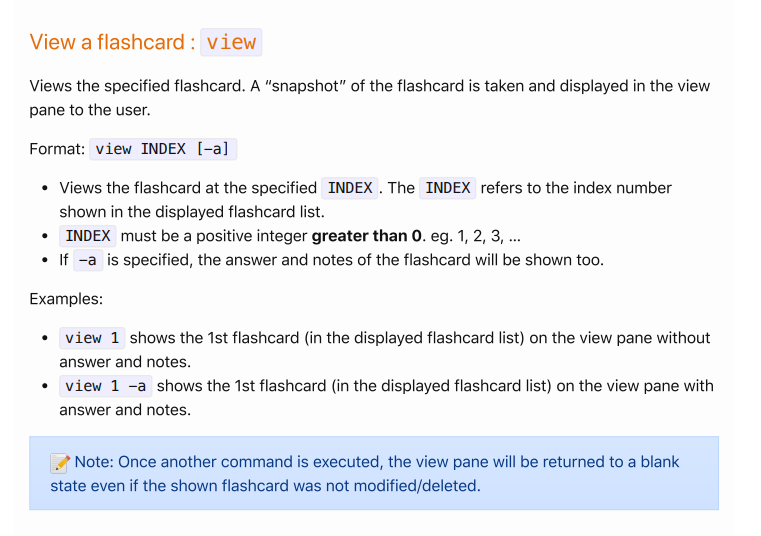 View a flashcard : view
Views the specified flashcard. A “snapshot” of the flashcard is taken and displayed in the view
pane to the user.
Format: view INDEX [–a]
• Views the flashcard at the specified INDEX . The INDEX refers to the index number
shown in the displayed flashcard list.
• INDEX must be a positive integer greater than 0. eg. 1, 2, 3, ...
• If –a is specified, the answer and notes of the flashcard will be shown too.
Examples:
• view 1 shows the 1st flashcard (in the displayed flashcard list) on the view pane without
answer and notes.
• view 1 –a shows the 1st flashcard (in the displayed flashcard list) on the view pane with
answer and notes.
📝 Note: Once another command is executed, the view pane will be returned to a blank
state even if the shown flashcard was not modified/deleted.